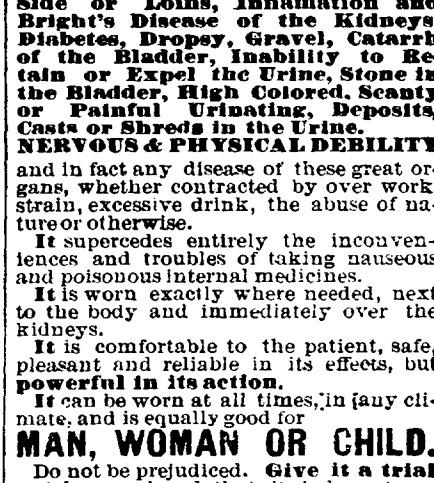 Side or Loins, Inflammation and
Bright's Disease of the Kidneys
Diabetes, Dropsy, Gravel, Catarrh
of the Bladder, Inability to Re-
tain or Expel the Urine, Stone in
the Bladder, High Colored, Scanty
or Painful Urinating, Deposits,
Casts or Shreds in the Urine.
NERVOUS & PHYSICAL DEBILITY
and in fact any disease of these great or-
gans, whether contracted by over work
strain, excessive drink, the abuse of na-
ture or otherwise.
It supercedes entirely the inconven-
iences and troubles of taking nauseous
and poisonous internal medicines.
It is worn exactly where needed, next
to the body and immediately over the
kidneys.
It is comfortable to the patient, safe,
pleasant and reliable in its effects, but
powerful in its action.
It can be worn at all times, in any cli-
mate, and is equally good for
MAN, WOMAN OR CHILD.
Do not be prejudiced. Give it a trial